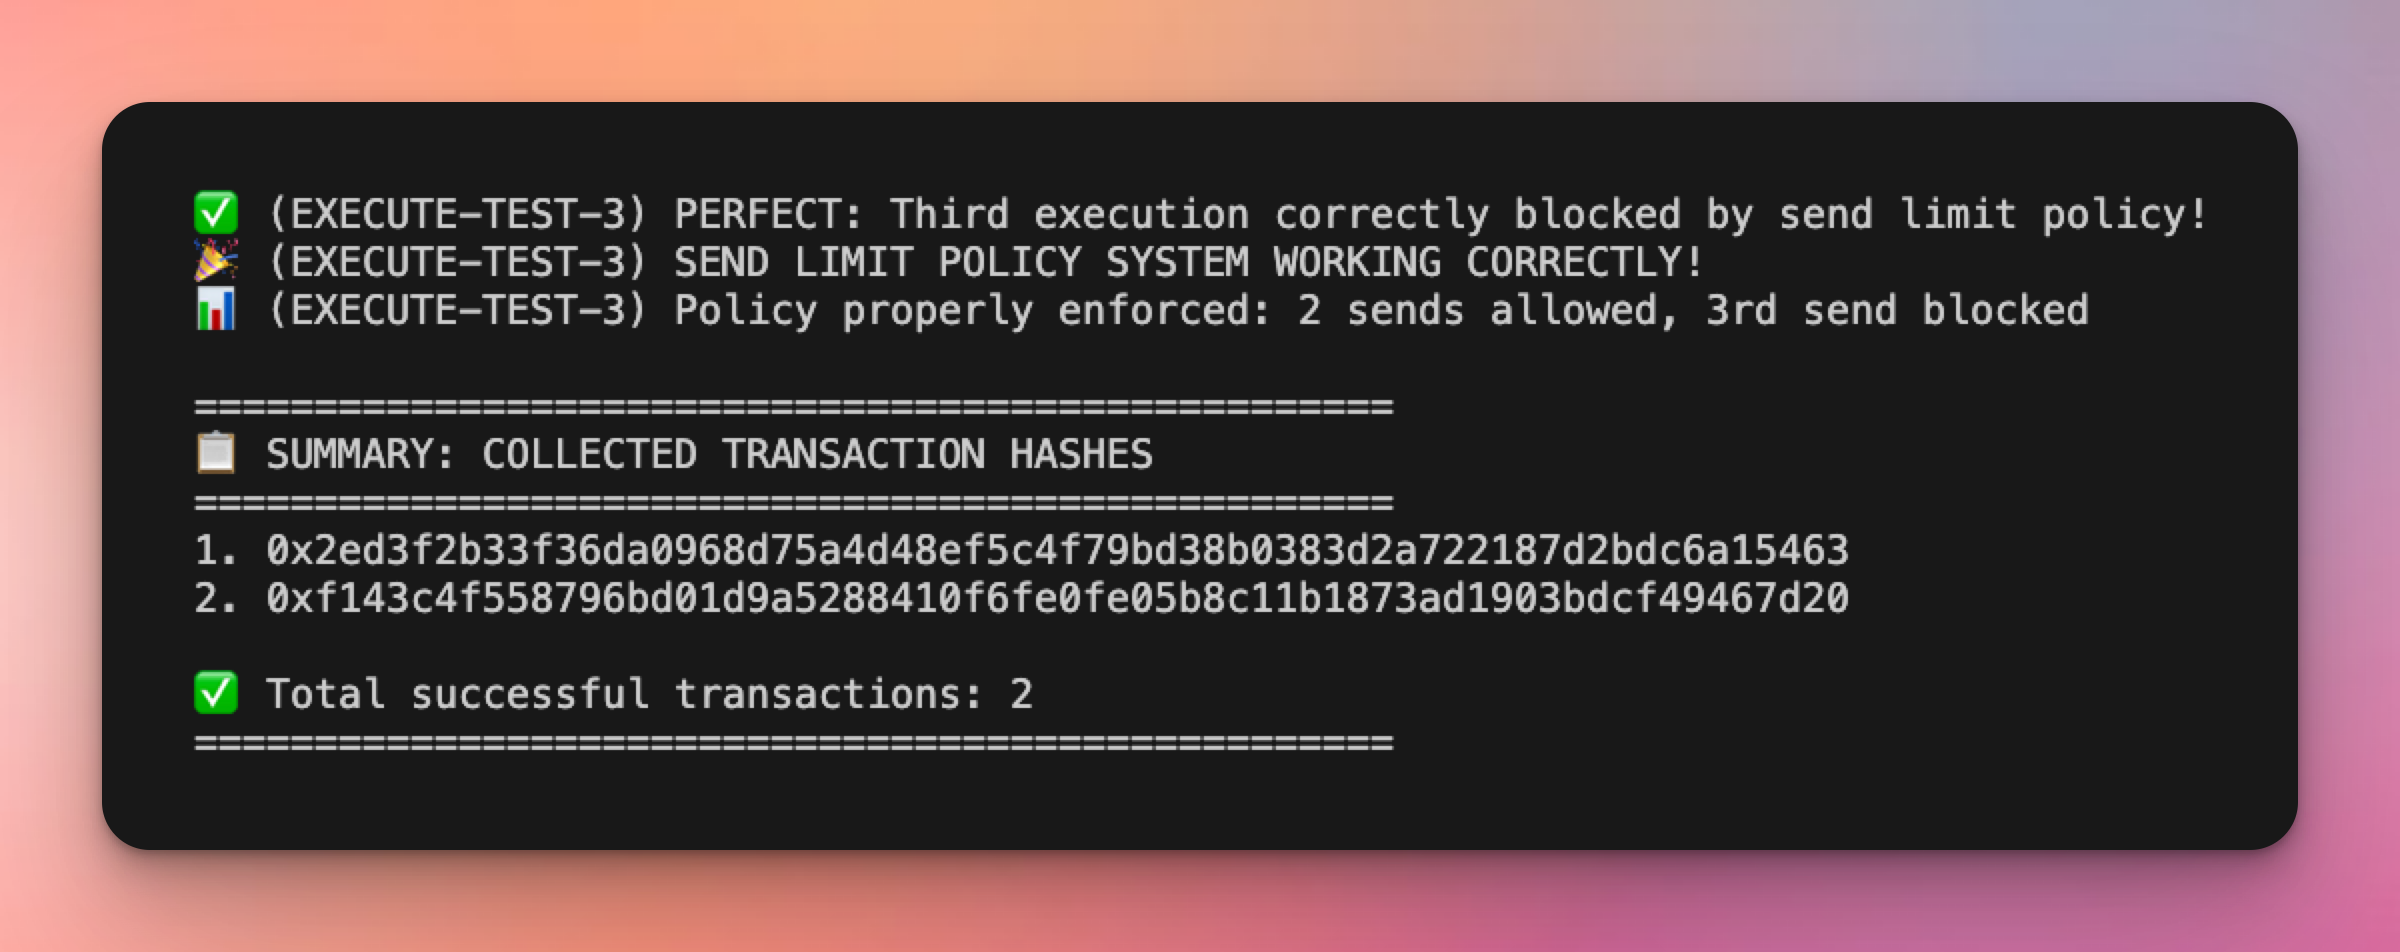 ✅ (EXECUTE-TEST-3) PERFECT: Third execution correctly blocked by send limit policy!
🎉 (EXECUTE-TEST-3) SEND LIMIT POLICY SYSTEM WORKING CORRECTLY!
📊 (EXECUTE-TEST-3) Policy properly enforced: 2 sends allowed, 3rd send blocked
==================================================
📋 SUMMARY: COLLECTED TRANSACTION HASHES
==================================================
1. 0x2ed3f2b33f36da0968d75a4d48ef5c4f79bd38b0383d2a722187d2bdc6a15463
2. 0xf143c4f558796bd01d9a5288410f6fe0fe05b8c11b1873ad1903bdcf49467d20
✅ Total successful transactions: 2
==================================================